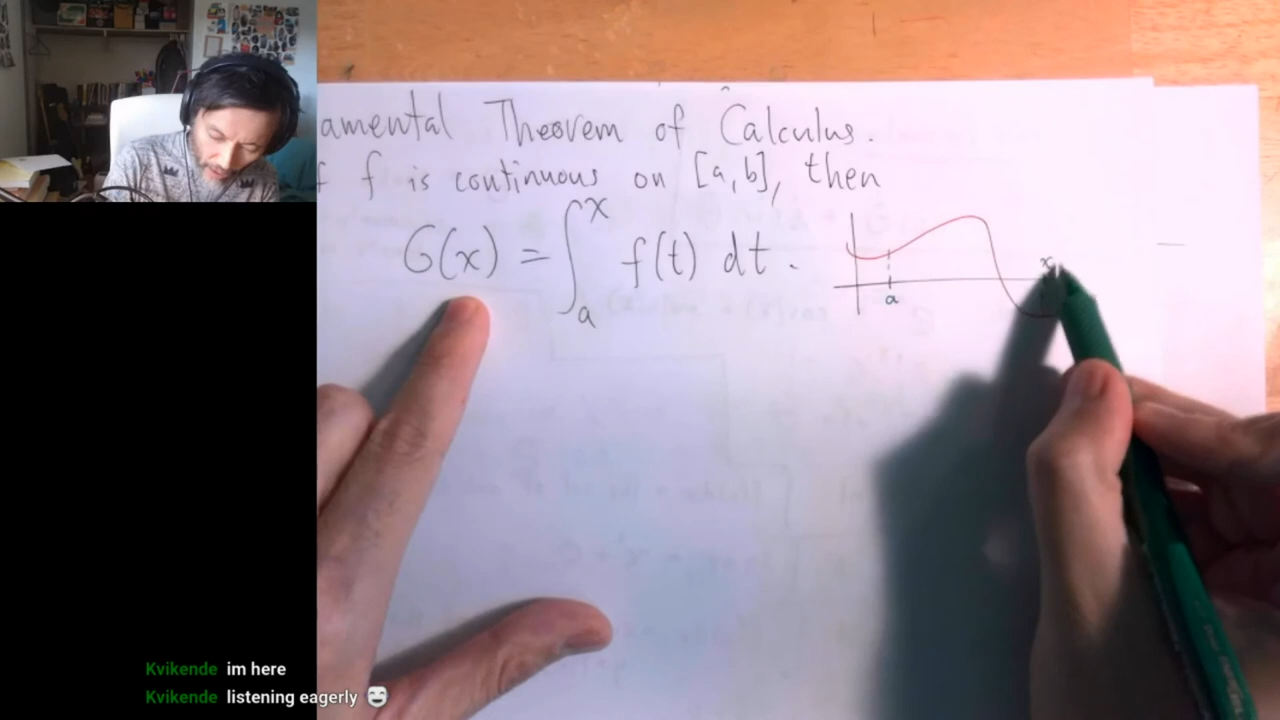 amental Theorem of Calculus.
f f is continuous on [a,b], then
G(x) = ∫ₐˣ f(t) dt.
x
a
Kvikende im here
Kvikende listening eagerly 😄